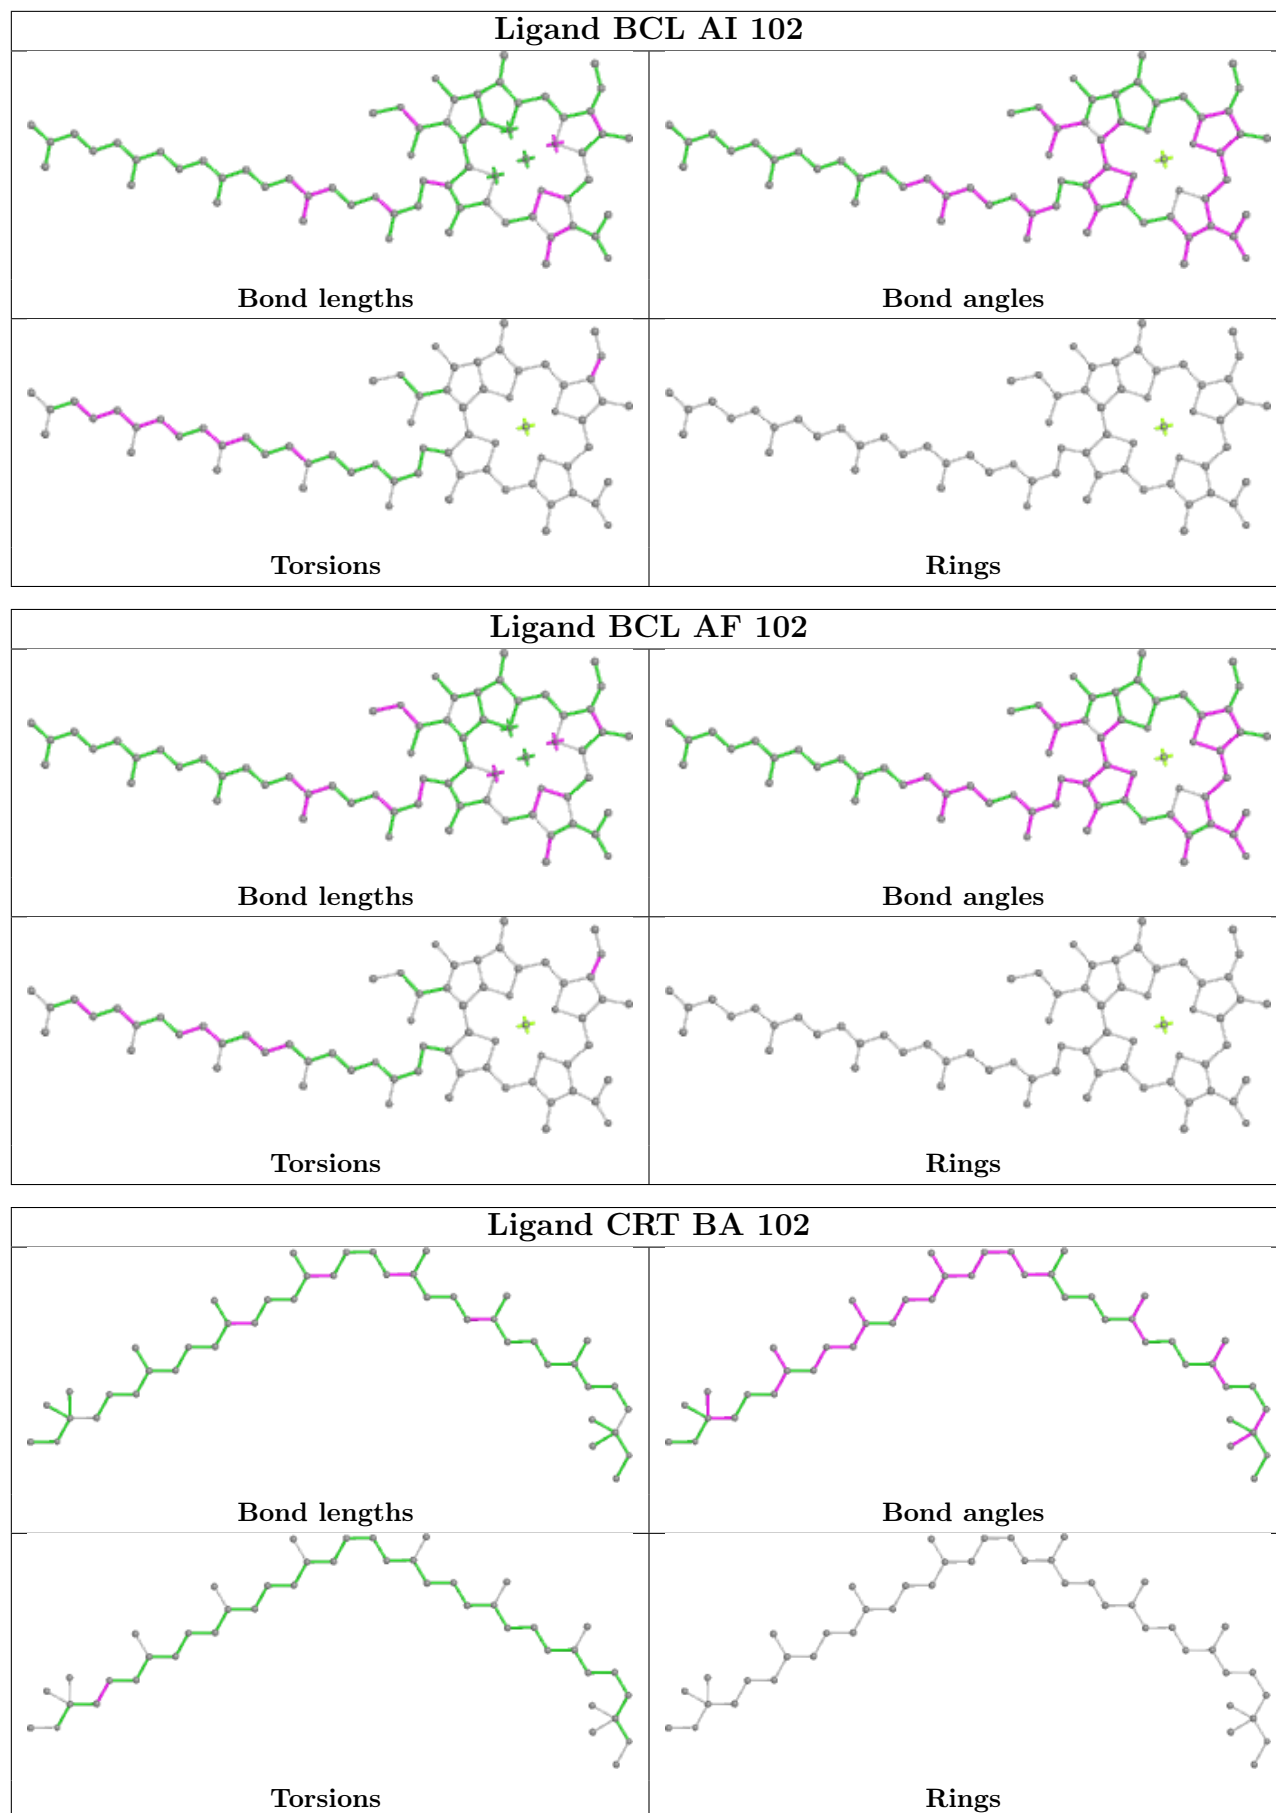 Ligand BCL AI 102
Bond lengths
Bond angles
Torsions
Rings
Ligand BCL AF 102
Bond lengths
Bond angles
Torsions
Rings
Ligand CRT BA 102
Bond lengths
Bond angles
Torsions
Rings